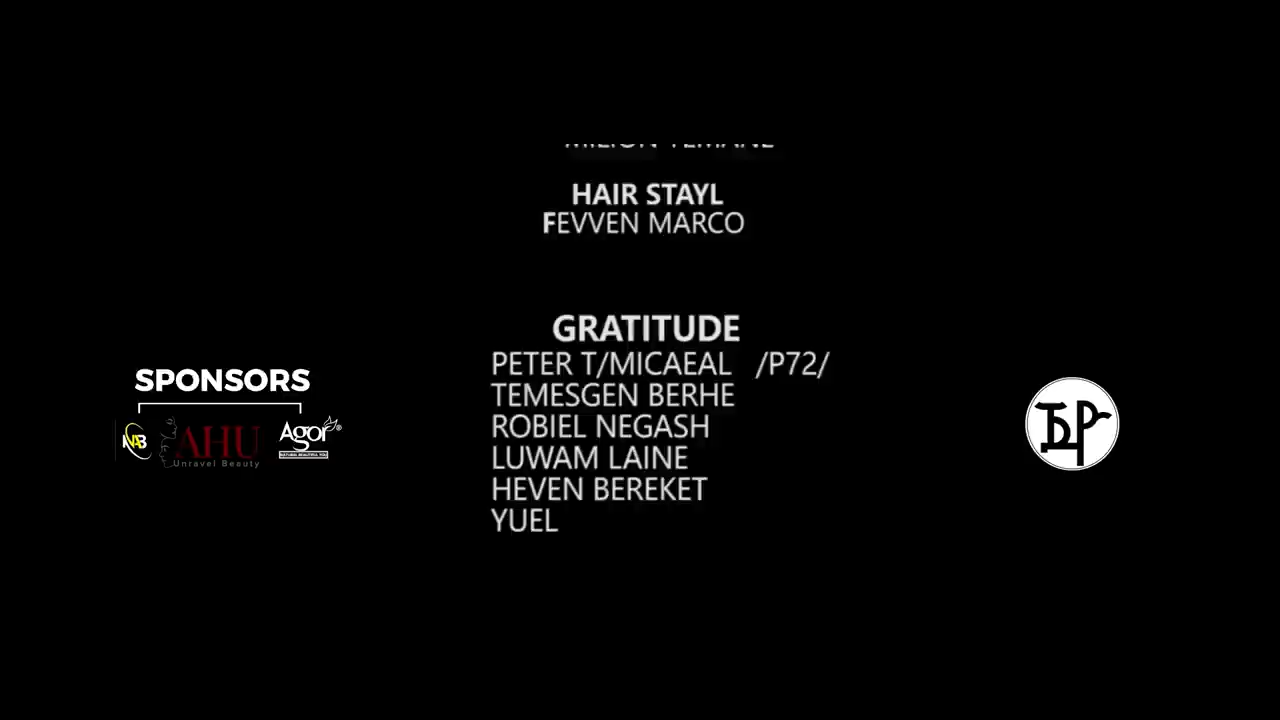 HAIR STAYL
FEVVEN MARCO
GRATITUDE
PETER T/MICAEAL /P72/
TEMESGEN BERHE
ROBIEL NEGASH
LUWAM LAINE
HEVEN BEREKET
YUEL
SPONSORS
NAB
AHU
Unravel Beauty
Agor®